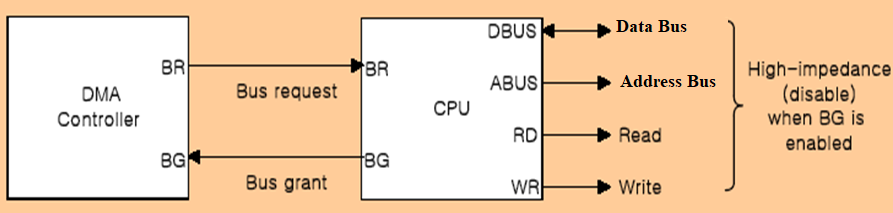 DMA
Controller
BR
BG
Bus request
Bus grant
BR
BG
CPU
DBUS
ABUS
RD
WR
Data Bus
Address Bus
Read
Write
High-impedance
(disable)
when BG is
enabled